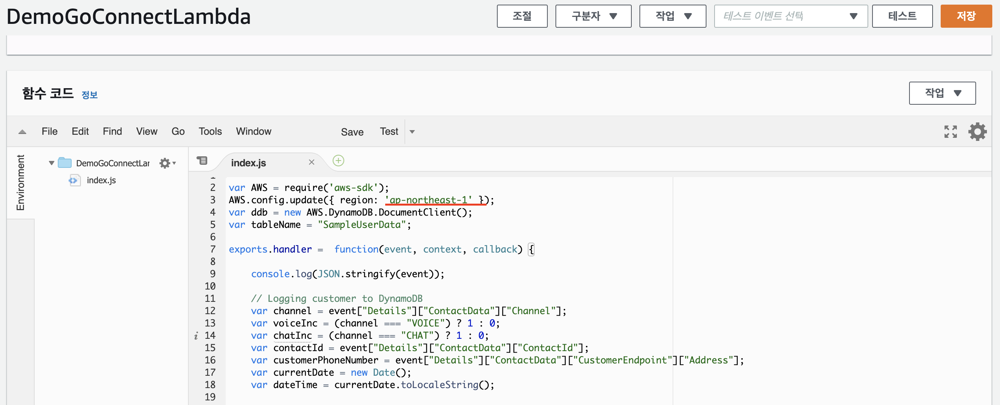 DemoGoConnectLambda
조절 구분자 작업 테스트 이벤트 선택 테스트 저장
함수 코드 정보 작업
File Edit Find View Go Tools Window Save Test
Environment
DemoGoConnectLar
index.js
index.js
1
2 var AWS = require('aws-sdk');
3 AWS.config.update({ region: 'ap-northeast-1' });
4 var ddb = new AWS.DynamoDB.DocumentClient();
5 var tableName = "SampleUserData";
6
7 exports.handler =  function(event, context, callback) {
8
9     console.log(JSON.stringify(event));
10
11     // Logging customer to DynamoDB
12     var channel = event["Details"]["ContactData"]["Channel"];
13     var voiceInc = (channel === "VOICE") ? 1 : 0;
i 14     var chatInc = (channel === "CHAT") ? 1 : 0;
15     var contactId = event["Details"]["ContactData"]["ContactId"];
16     var customerPhoneNumber = event["Details"]["ContactData"]["CustomerEndpoint"]["Address"];
17     var currentDate = new Date();
18     var dateTime = currentDate.toLocaleString();
19